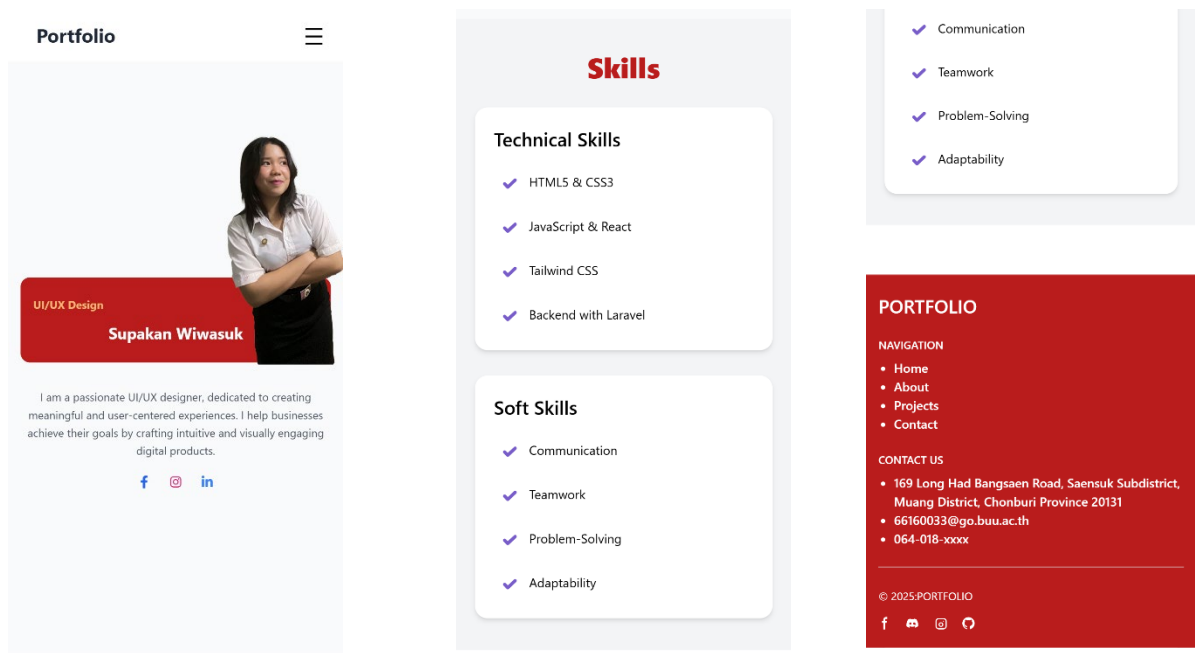 Portfolio
UI/UX Design
Supakan Wiwasuk
I am a passionate UI/UX designer, dedicated to creating
meaningful and user-centered experiences. I help businesses
achieve their goals by crafting intuitive and visually engaging
digital products.
Skills
Technical Skills
HTML5 & CSS3
JavaScript & React
Tailwind CSS
Backend with Laravel
Soft Skills
Communication
Teamwork
Problem-Solving
Adaptability
Communication
Teamwork
Problem-Solving
Adaptability
PORTFOLIO
NAVIGATION
Home
About
Projects
Contact
CONTACT US
169 Long Had Bangsaen Road, Saensuk Subdistrict,
Muang District, Chonburi Province 20131
66160033@go.buu.ac.th
064-018-xxxx
© 2025:PORTFOLIO